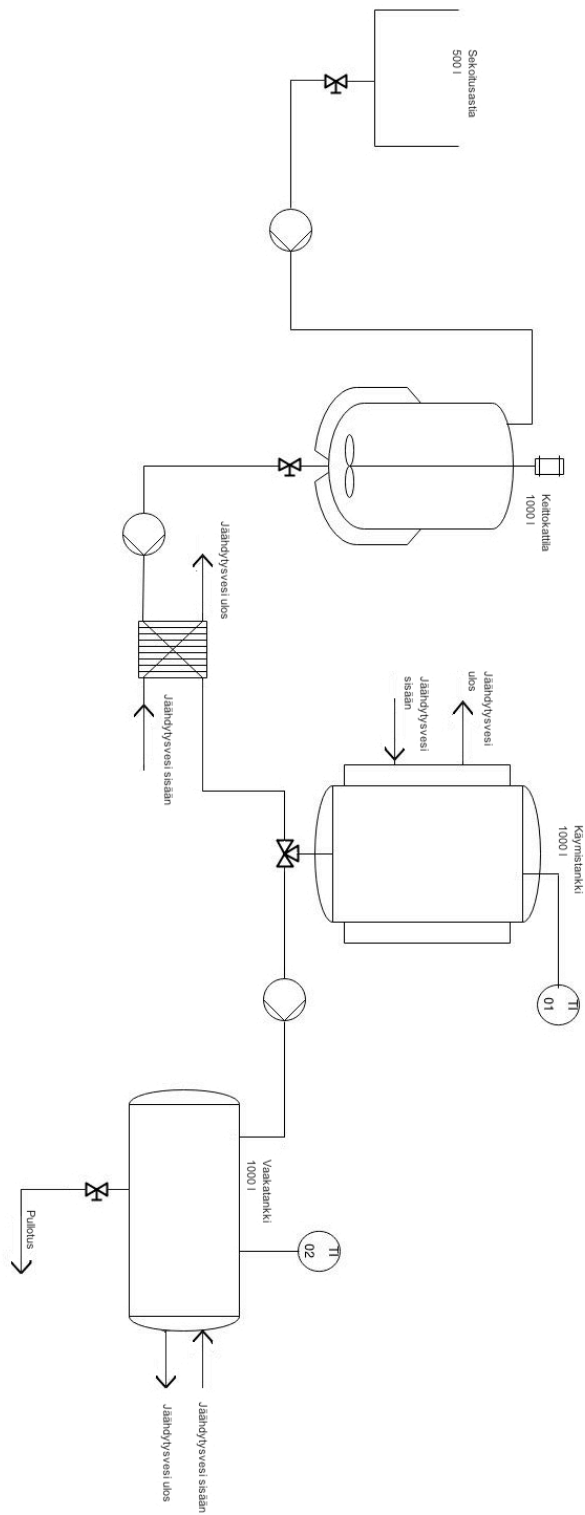 Sekoitusastia
500 l
Keittokattila
1000 l
Jäähdytysvesi ulos
Jäähdytysvesi sisään
Jäähdytysvesi
ulos
Jäähdytysvesi
sisään
Käymistankki
1000 l
TI
01
Vaakatankki
1000 l
TI
02
Pullotus
Jäähdytysvesi sisään
Jäähdytysvesi ulos